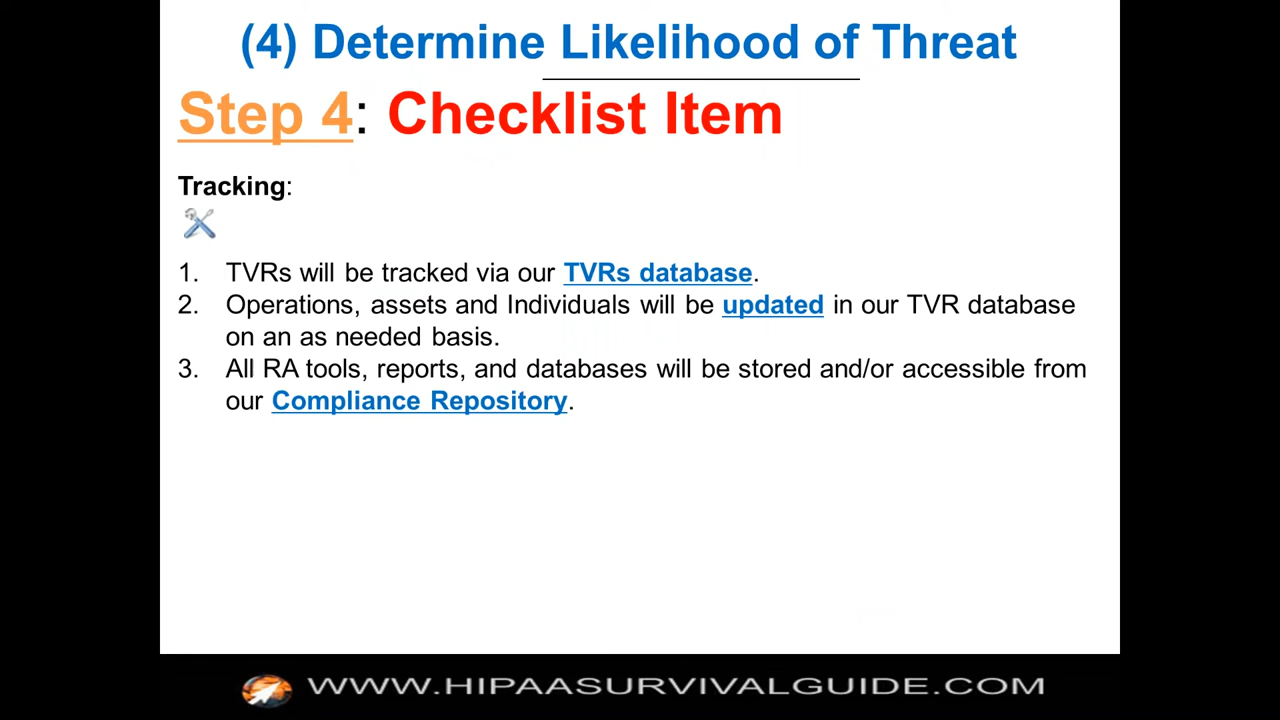 (4) Determine Likelihood of Threat
Step 4: Checklist Item
Tracking:
1. TVRs will be tracked via our TVRs database.
2. Operations, assets and Individuals will be updated in our TVR database
on an as needed basis.
3. All RA tools, reports, and databases will be stored and/or accessible from
our Compliance Repository.
WWW.HIPAASURVIVALGUIDE.COM